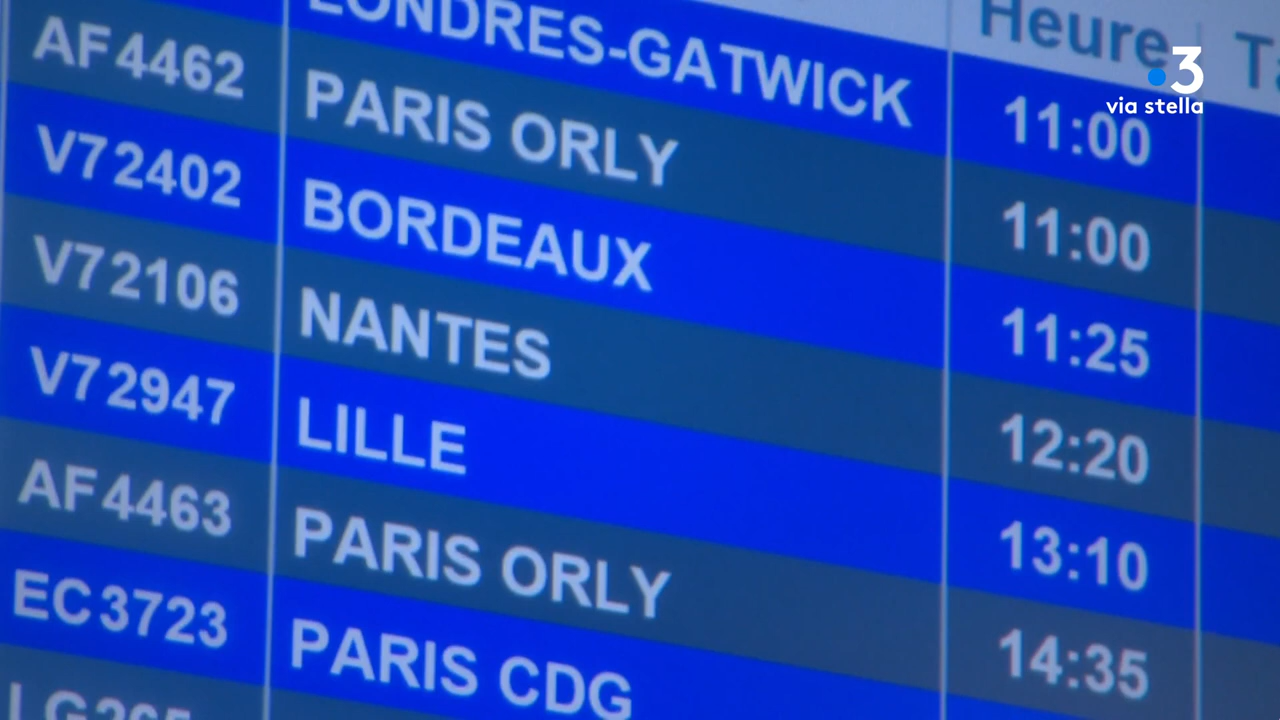 Heure
3
via stella
LONDRES-GATWICK 11:00
AF4462 PARIS ORLY 11:00
V72402 BORDEAUX 11:25
V72106 NANTES 12:20
V72947 LILLE 13:10
AF4463 PARIS ORLY 14:35
EC3723 PARIS CDG